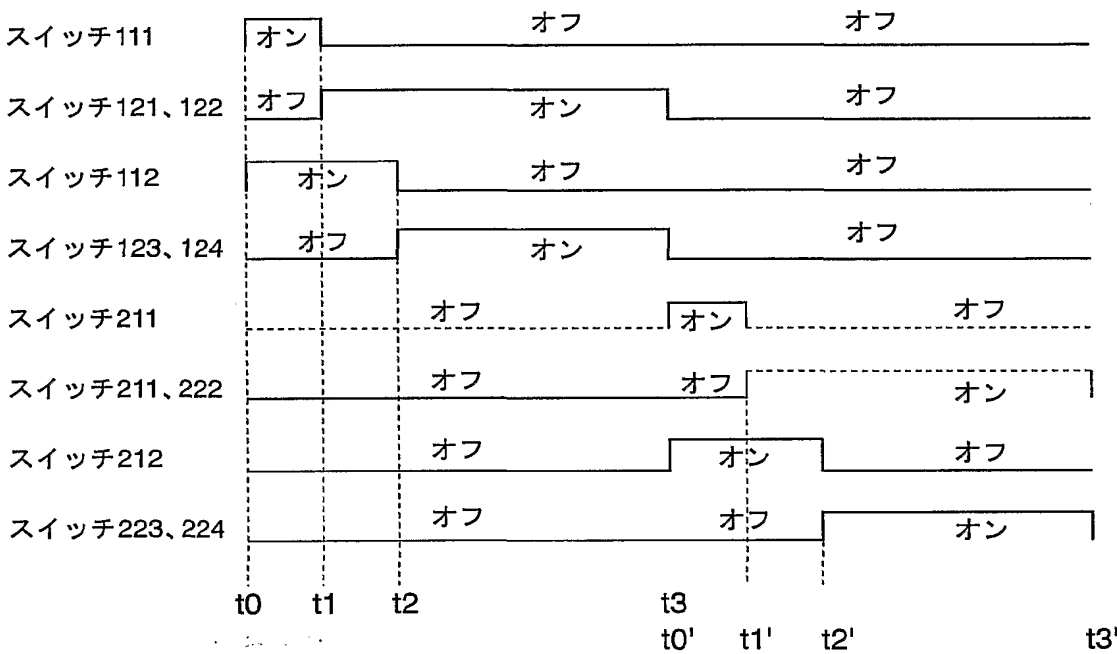 スイッチ111 オン オフ オフ
スイッチ121、122 オフ オン オフ
スイッチ112 オン オフ オフ
スイッチ123、124 オフ オン オフ
スイッチ211 オフ オン オフ
スイッチ211、222 オフ オフ オン
スイッチ212 オフ オン オフ
スイッチ223、224 オフ オフ オン
t0 t1 t2 t3
t0' t1' t2' t3'